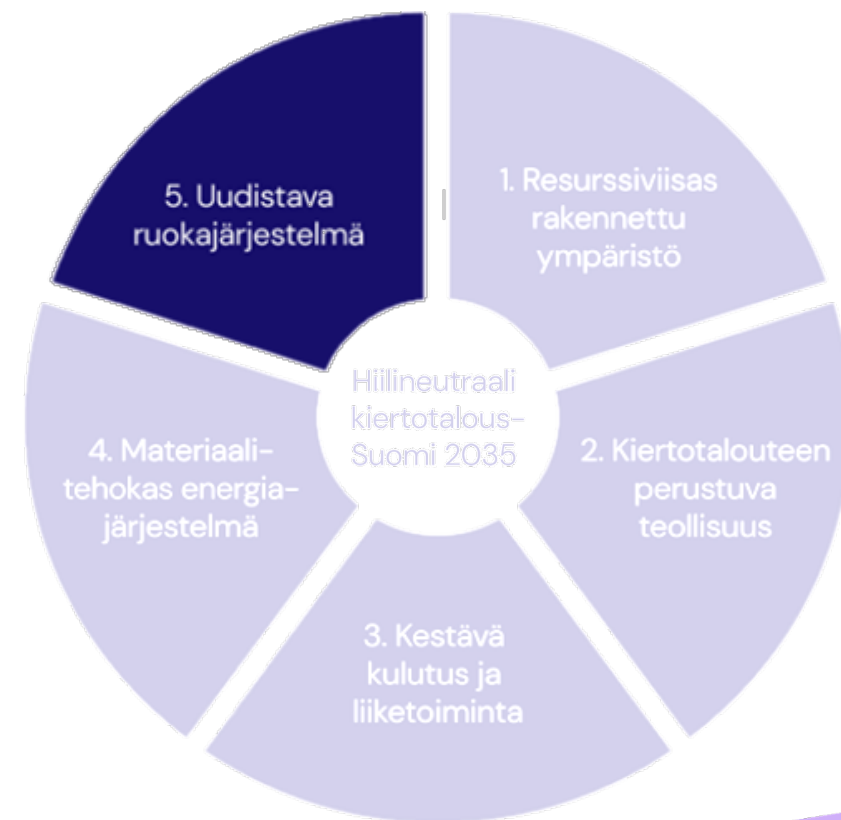 Hiilineutraali
kiertotalous-
Suomi 2035
1. Resurssiviisas
rakennettu
ympäristö
2. Kiertotalouteen
perustuva
teollisuus
3. Kestävä
kulutus ja
liiketoiminta
4. Materiaali-
tehokas energia-
järjestelmä
5. Uudistava
ruokajärjestelmä